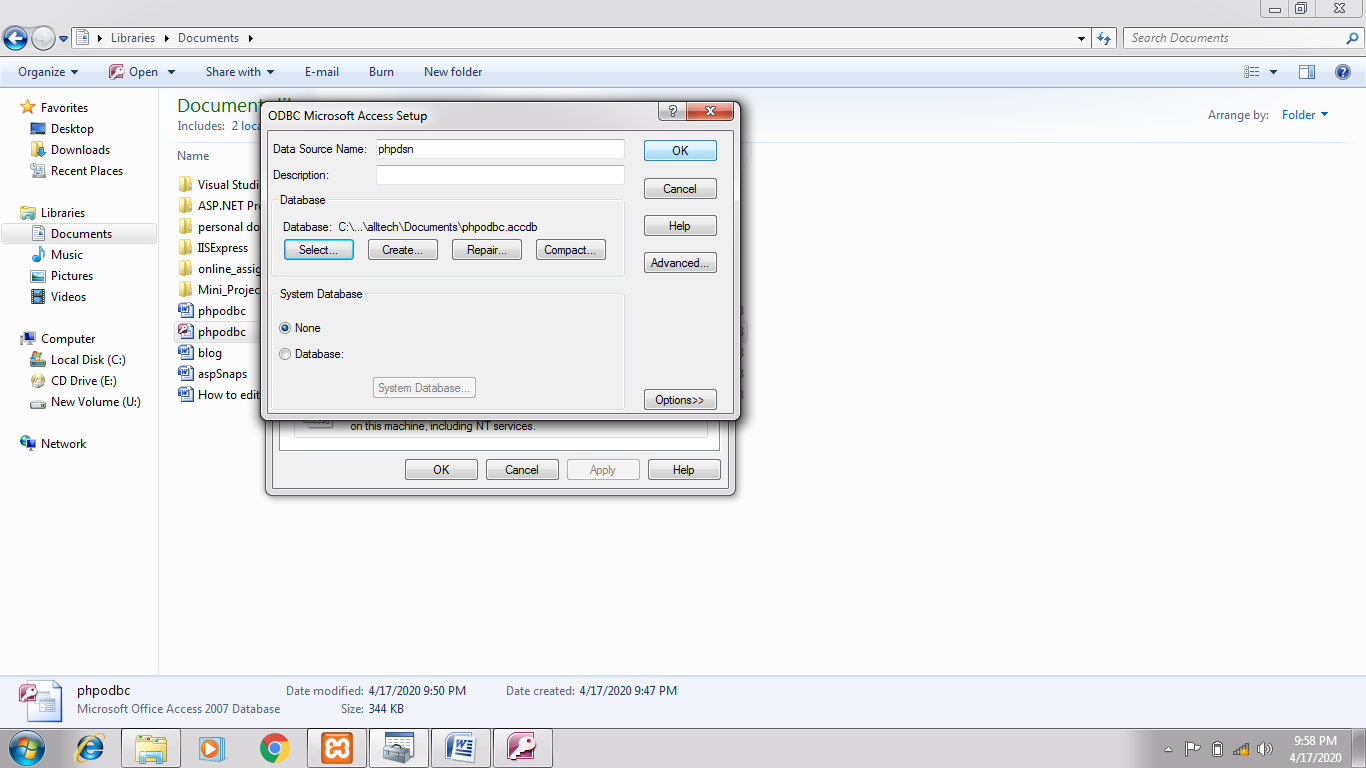 Libraries Documents
Search Documents
Organize Open Share with E-mail Burn New folder
Favorites
Desktop
Downloads
Recent Places
Libraries
Documents
Music
Pictures
Videos
Computer
Local Disk (C:)
CD Drive (E:)
New Volume (U:)
Network
Includes: 2
Arrange by: Folder
Name
Visual
ASP.NET
personal
IISExpress
phpodbc
phpodbc
blog
aspSnaps
How to edit
ODBC Microsoft Access Setup
Data Source Name: phpdsn
Description:
Database
Database: C:\...\alltech\Documents\phpodbc.accdb
Select... Create... Repair... Compact...
System Database
None
Database:
System Database...
OK
Cancel
Help
Advanced...
Options>>
on this machine, including NT services.
OK Cancel Apply Help
phpodbc Date modified: 4/17/2020 9:50 PM Date created: 4/17/2020 9:47 PM
Microsoft Office Access 2007 Database Size: 344 KB
9:58 PM
4/17/2020